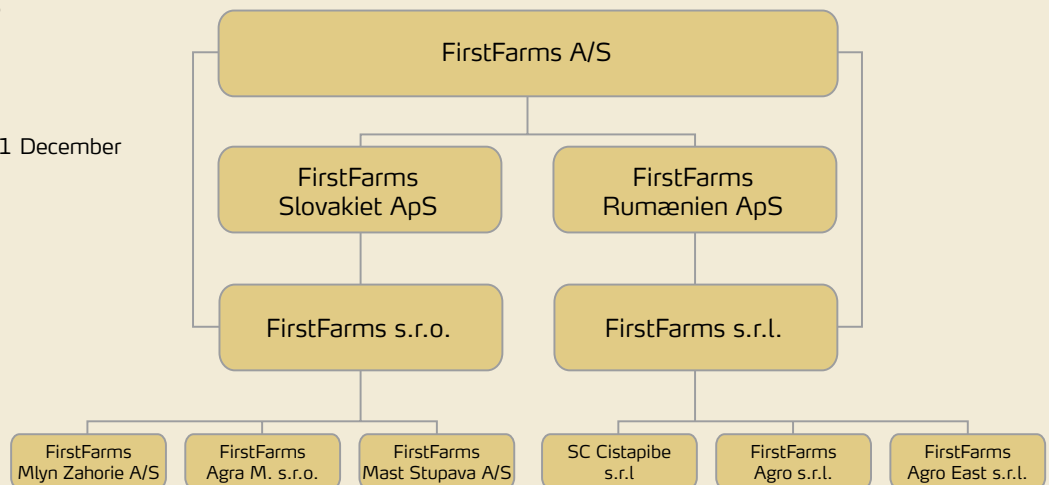 FirstFarms A/S
1 December
FirstFarms
Slovakiet ApS
FirstFarms
Rumænien ApS
FirstFarms s.r.o.
FirstFarms s.r.l.
FirstFarms
Mlyn Zahorie A/S
FirstFarms
Agra M. s.r.o.
FirstFarms
Mast Stupava A/S
SC Cistapibe
s.r.l
FirstFarms
Agro s.r.l.
FirstFarms
Agro East s.r.l.